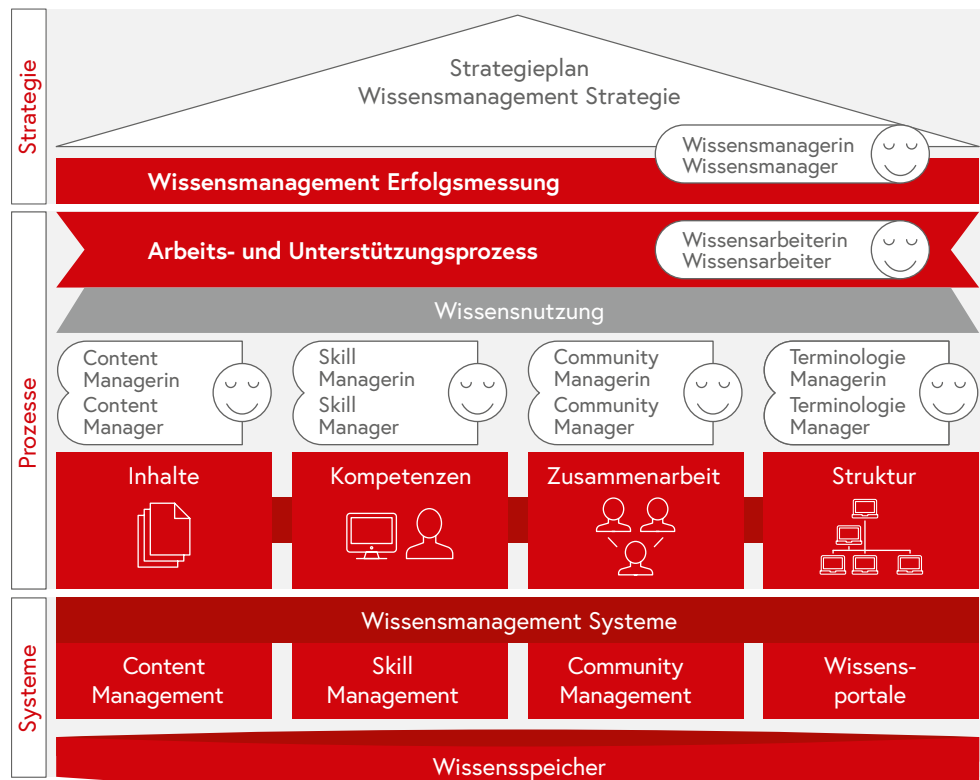 Strategie
Strategieplan
Wissensmanagement Strategie
Wissensmanagerin
Wissensmanager
Wissensmanagement Erfolgsmessung
Prozesse
Arbeits- und Unterstützungsprozess
Wissensarbeiterin
Wissensarbeiter
Wissensnutzung
Content
Managerin
Content
Manager
Skill
Managerin
Skill
Manager
Community
Managerin
Community
Manager
Terminologie
Managerin
Terminologie
Manager
Inhalte
Kompetenzen
Zusammenarbeit
Struktur
Systeme
Wissensmanagement Systeme
Content
Management
Skill
Management
Community
Management
Wissens-
portale
Wissensspeicher